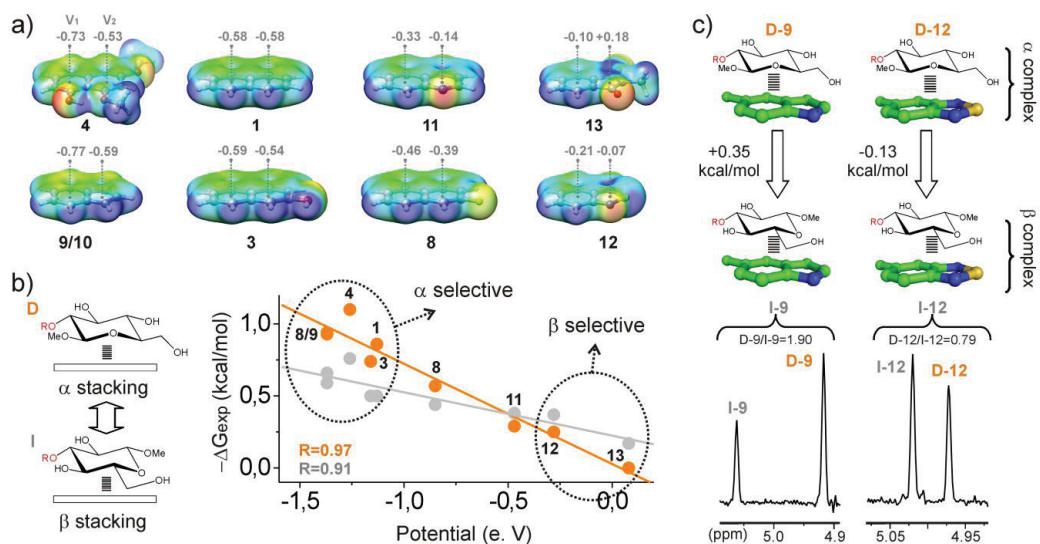 a)
V₁ V₂
-0.73 -0.53
4
-0.58 -0.58
1
-0.33 -0.14
11
-0.10 +0.18
13
-0.77 -0.59
9/10
-0.59 -0.54
3
-0.46 -0.39
8
-0.21 -0.07
12
b)
D
HO
OH
RO
O
MeO
OH
α stacking
I
HO
OMe
RO
O
HO
OH
β stacking
−ΔGexp (kcal/mol)
1,0
0,5
0,0
4
α selective
8/9
1
3
8
β selective
11
12
13
R=0.97
R=0.91
-1,5 -1,0 -0,5 0,0
Potential (e. V)
c)
D-9
HO
OH
RO
O
MeO
OH
D-12
HO
OH
RO
O
MeO
OH
α complex
+0.35
kcal/mol
-0.13
kcal/mol
HO
OMe
RO
O
HO
OH
HO
OMe
RO
O
HO
OH
β complex
I-9
D-9/I-9=1.90
I-12
D-12/I-12=0.79
I-9
D-9
I-12
D-12
(ppm) 5.0 4.9
5.05 4.95